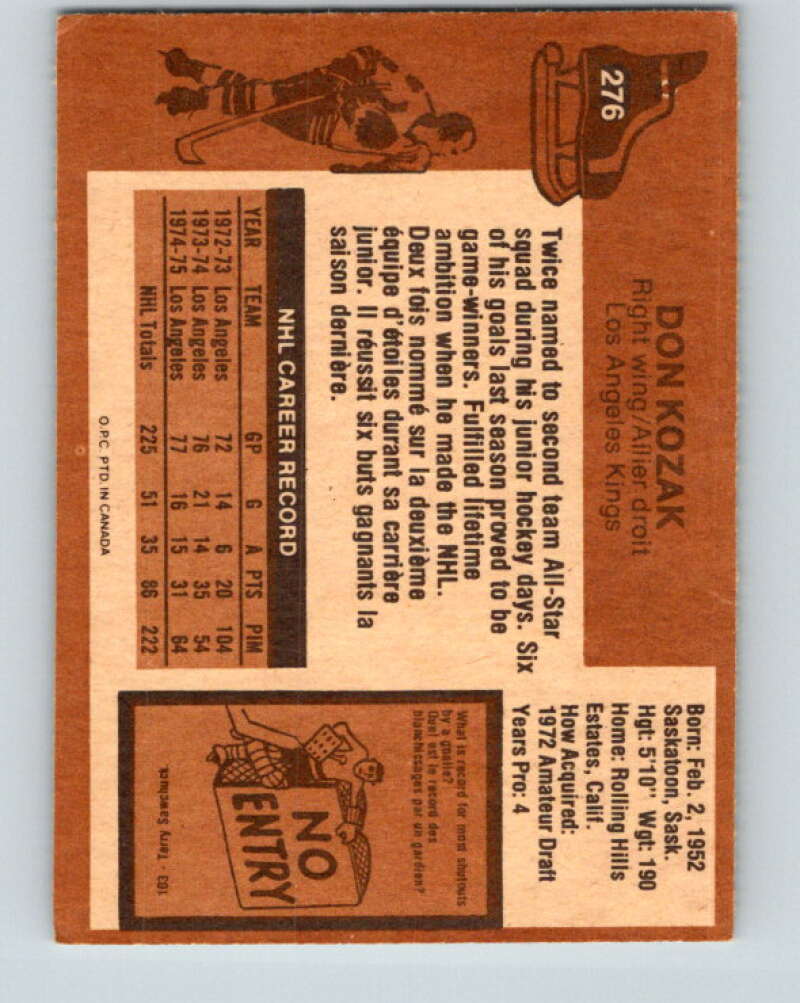 276
DON KOZAK
Right wing/Ailier droit
Los Angeles Kings
Born: Feb. 2, 1952
Saskatoon, Sask.
Hgt: 5'10" Wgt: 190
Home: Rolling Hills
Estates, Calif.
How Acquired:
1972 Amateur Draft
Years Pro: 4
Twice named to second team All-Star
squad during his junior hockey days. Six
of his goals last season proved to be
game-winners. Fulfilled lifetime
ambition when he made the NHL.
Deux fois nommé sur la deuxième
équipe d'étoiles durant sa carrière
junior. Il réussit six buts gagnants la
saison dernière.
NHL CAREER RECORD
YEAR TEAM GP G A PTS PIM
1972-73 Los Angeles 72 14 6 20 104
1973-74 Los Angeles 76 21 14 35 54
1974-75 Los Angeles 77 16 15 31 64
NHL Totals 225 51 35 86 222
O.P.C. PTD. IN CANADA
What is record for most shutouts
by a goalie?
Quel est le record des
blanchissages par un gardien?
NO
ENTRY
103 - Terry Sawchuck.